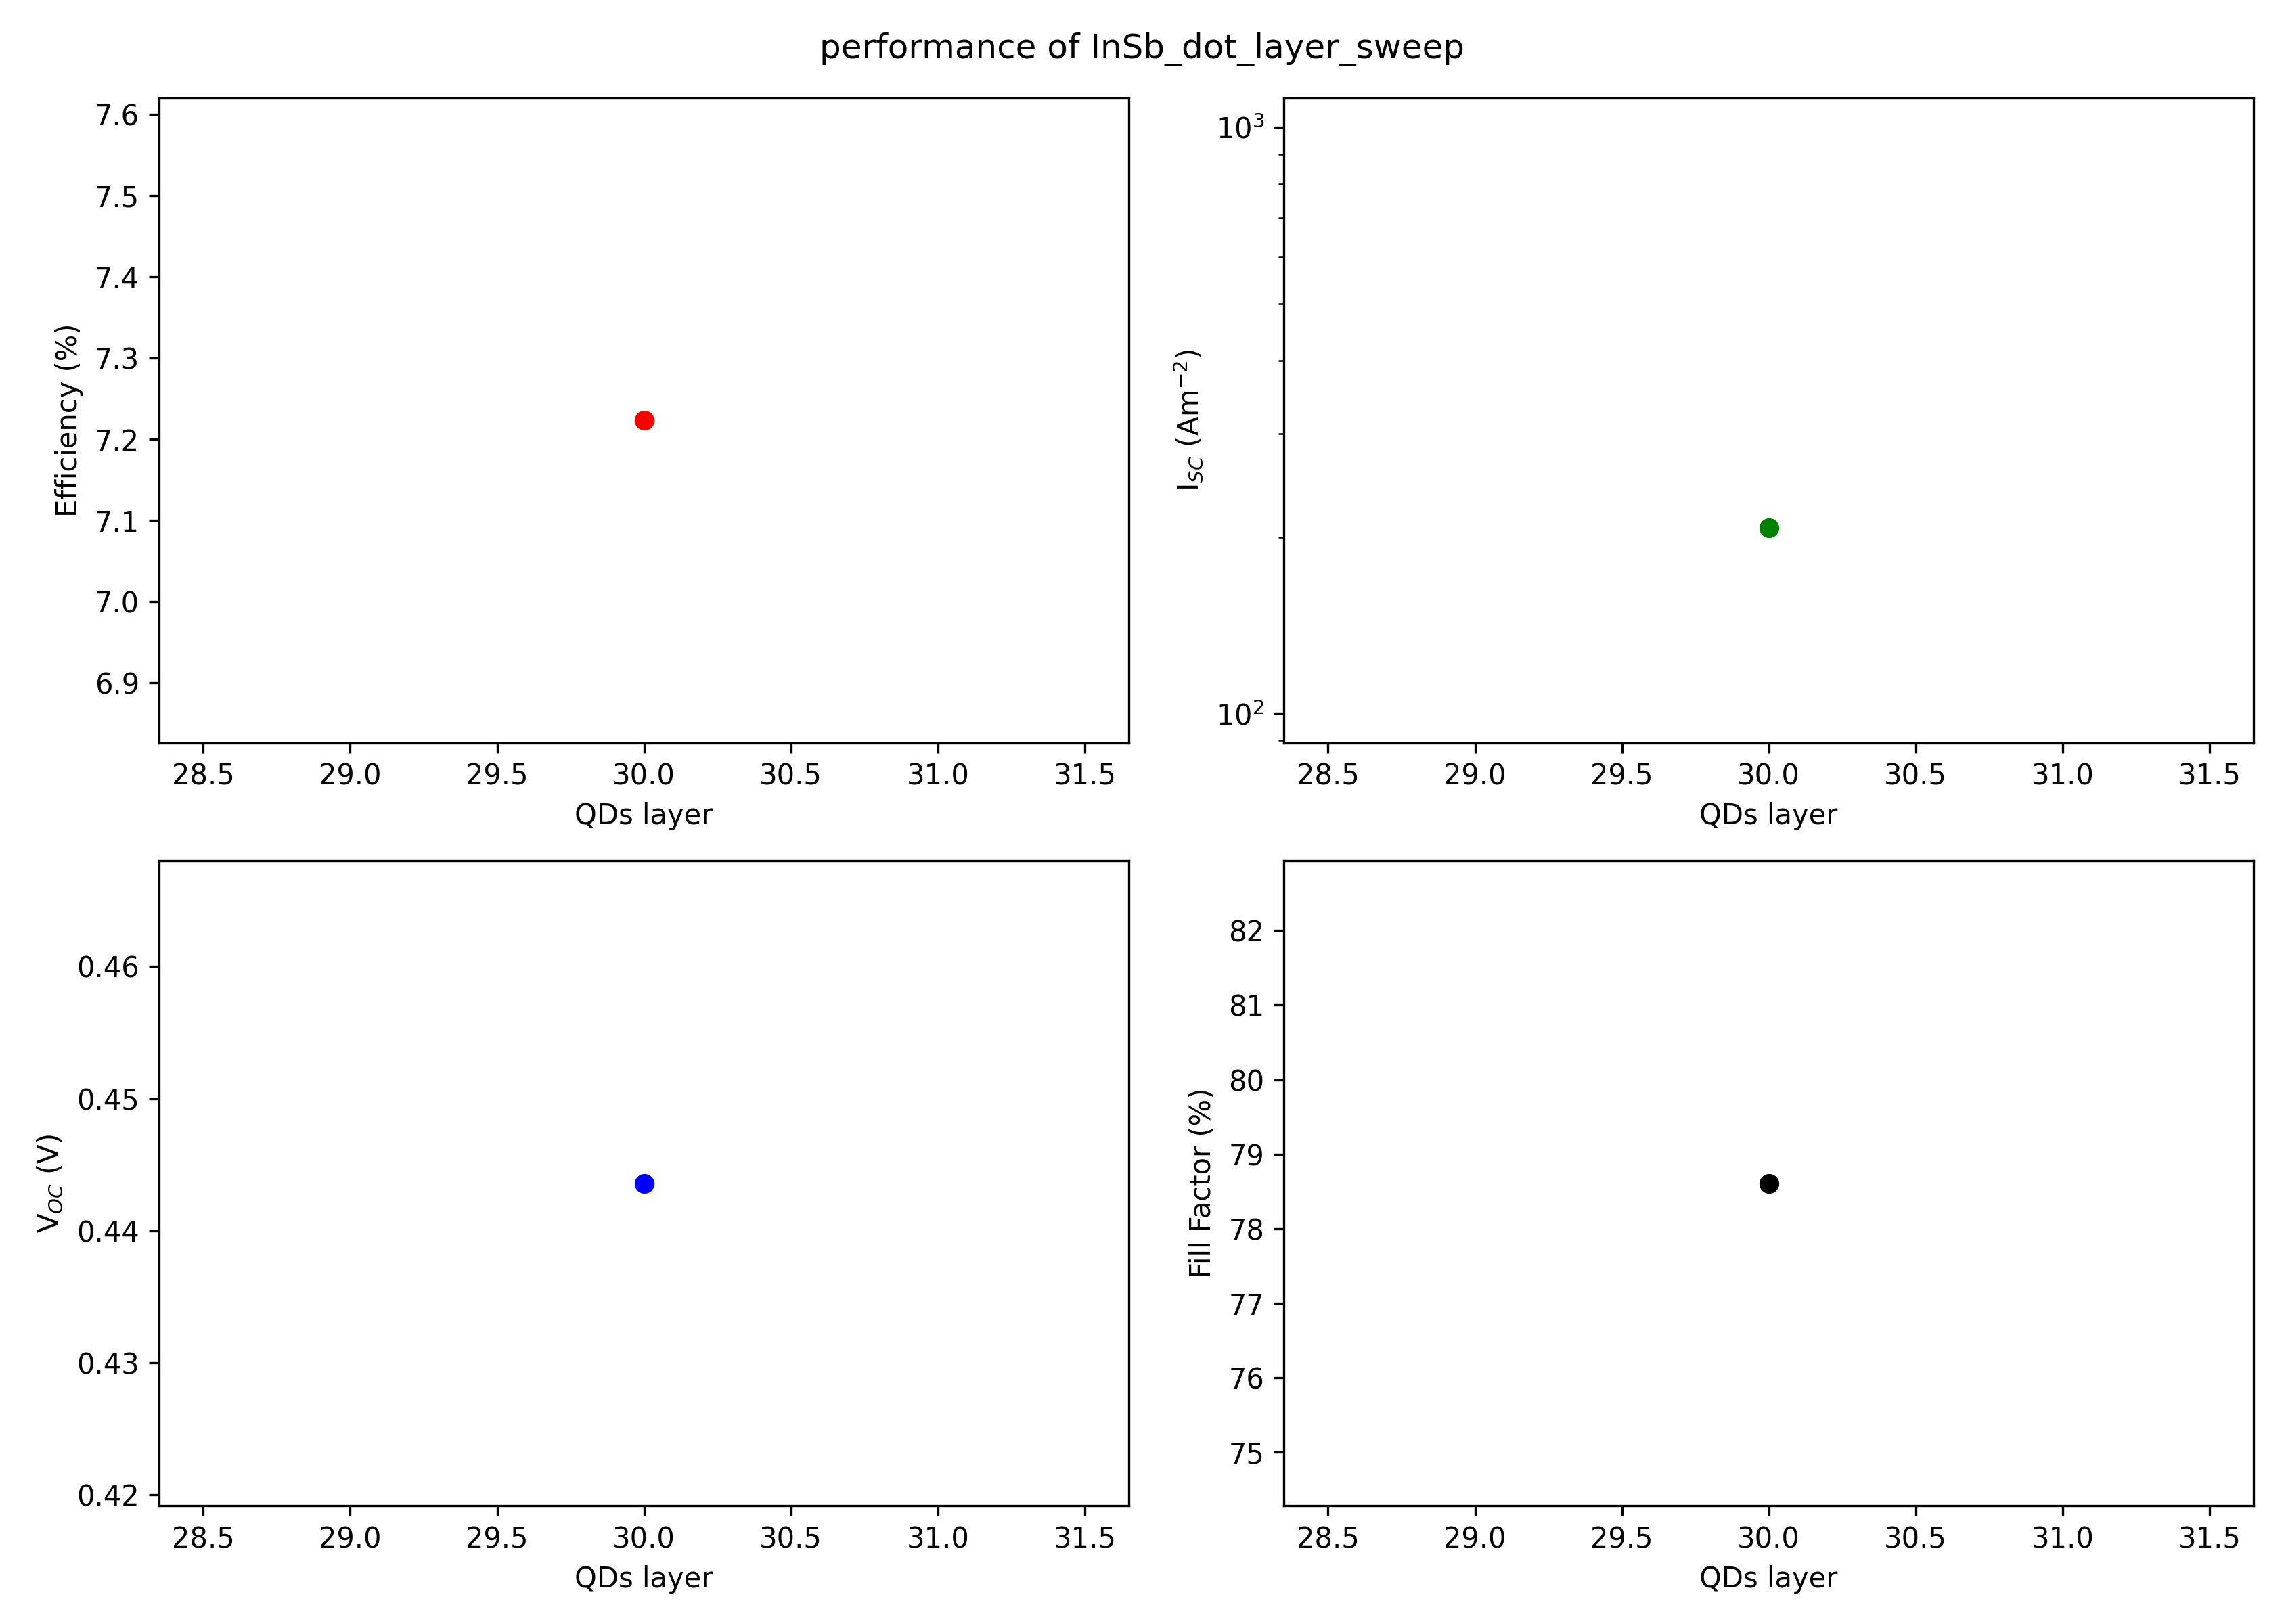 performance of InSb_dot_layer_sweep
7.6
7.5
7.4
7.3
7.2
7.1
7.0
6.9
Efficiency (%)
28.5 29.0 29.5 30.0 30.5 31.0 31.5
QDs layer
10³
10²
I_SC (Am⁻²)
28.5 29.0 29.5 30.0 30.5 31.0 31.5
QDs layer
0.46
0.45
0.44
0.43
0.42
V_OC (V)
28.5 29.0 29.5 30.0 30.5 31.0 31.5
QDs layer
82
81
80
79
78
77
76
75
Fill Factor (%)
28.5 29.0 29.5 30.0 30.5 31.0 31.5
QDs layer